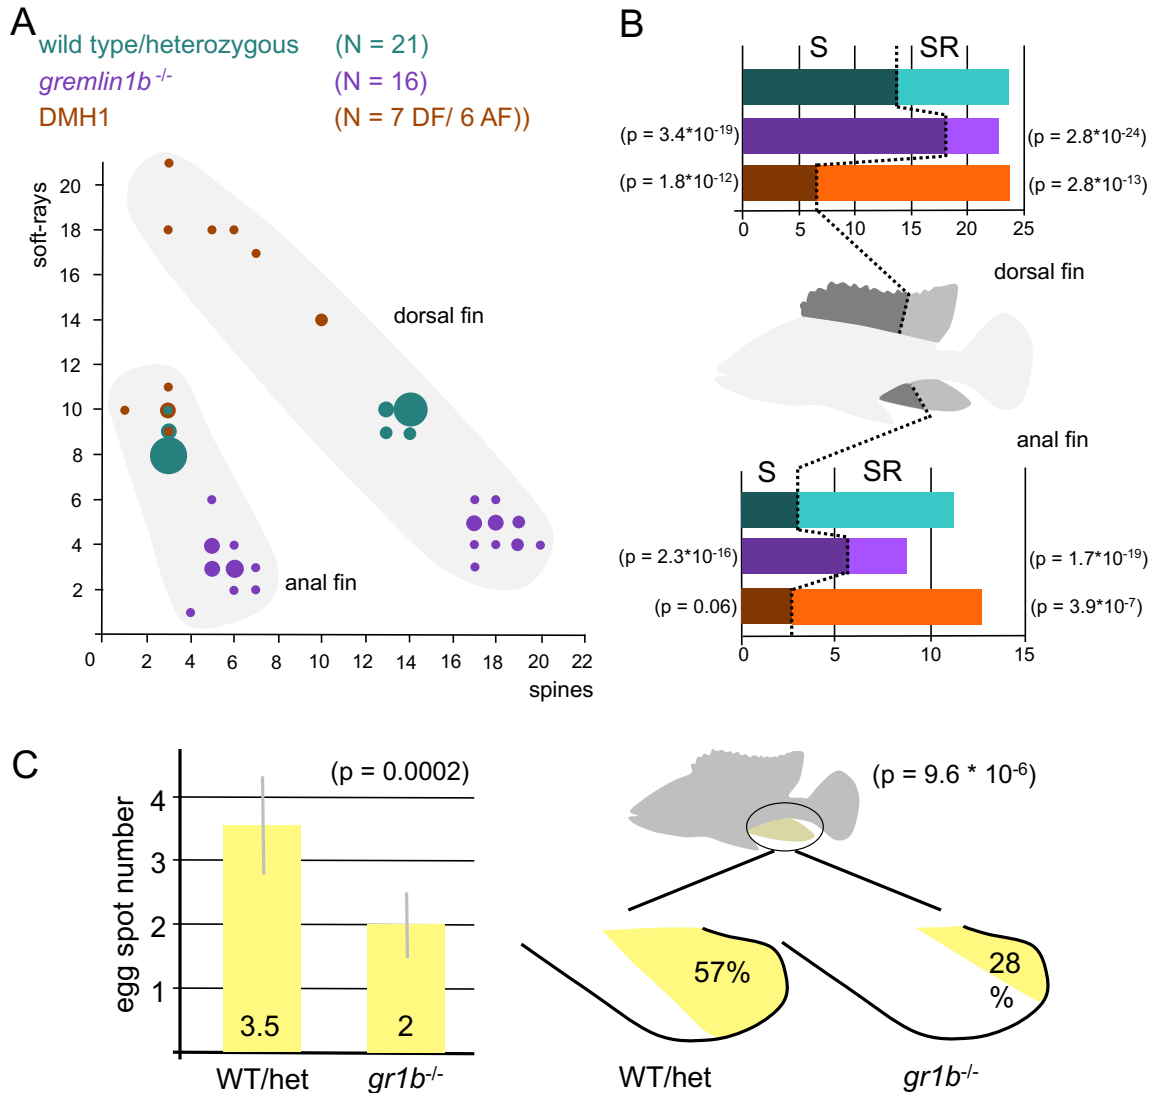 A
wild type/heterozygous (N = 21)
gremlin1b -/- (N = 16)
DMH1 (N = 7 DF/ 6 AF))
soft-rays
20
18
16
14
12
10
8
6
4
2
dorsal fin
anal fin
0 2 4 6 8 10 12 14 16 18 20 22
spines
B
S SR
(p = 3.4*10-19) (p = 2.8*10-24)
(p = 1.8*10-12) (p = 2.8*10-13)
0 5 10 15 20 25
dorsal fin
anal fin
S SR
(p = 2.3*10-16) (p = 1.7*10-19)
(p = 0.06) (p = 3.9*10-7)
0 5 10 15
C
egg spot number
4
3
2
1
(p = 0.0002)
3.5 2
WT/het gr1b-/-
(p = 9.6 * 10-6)
57%
28
%
WT/het gr1b-/-